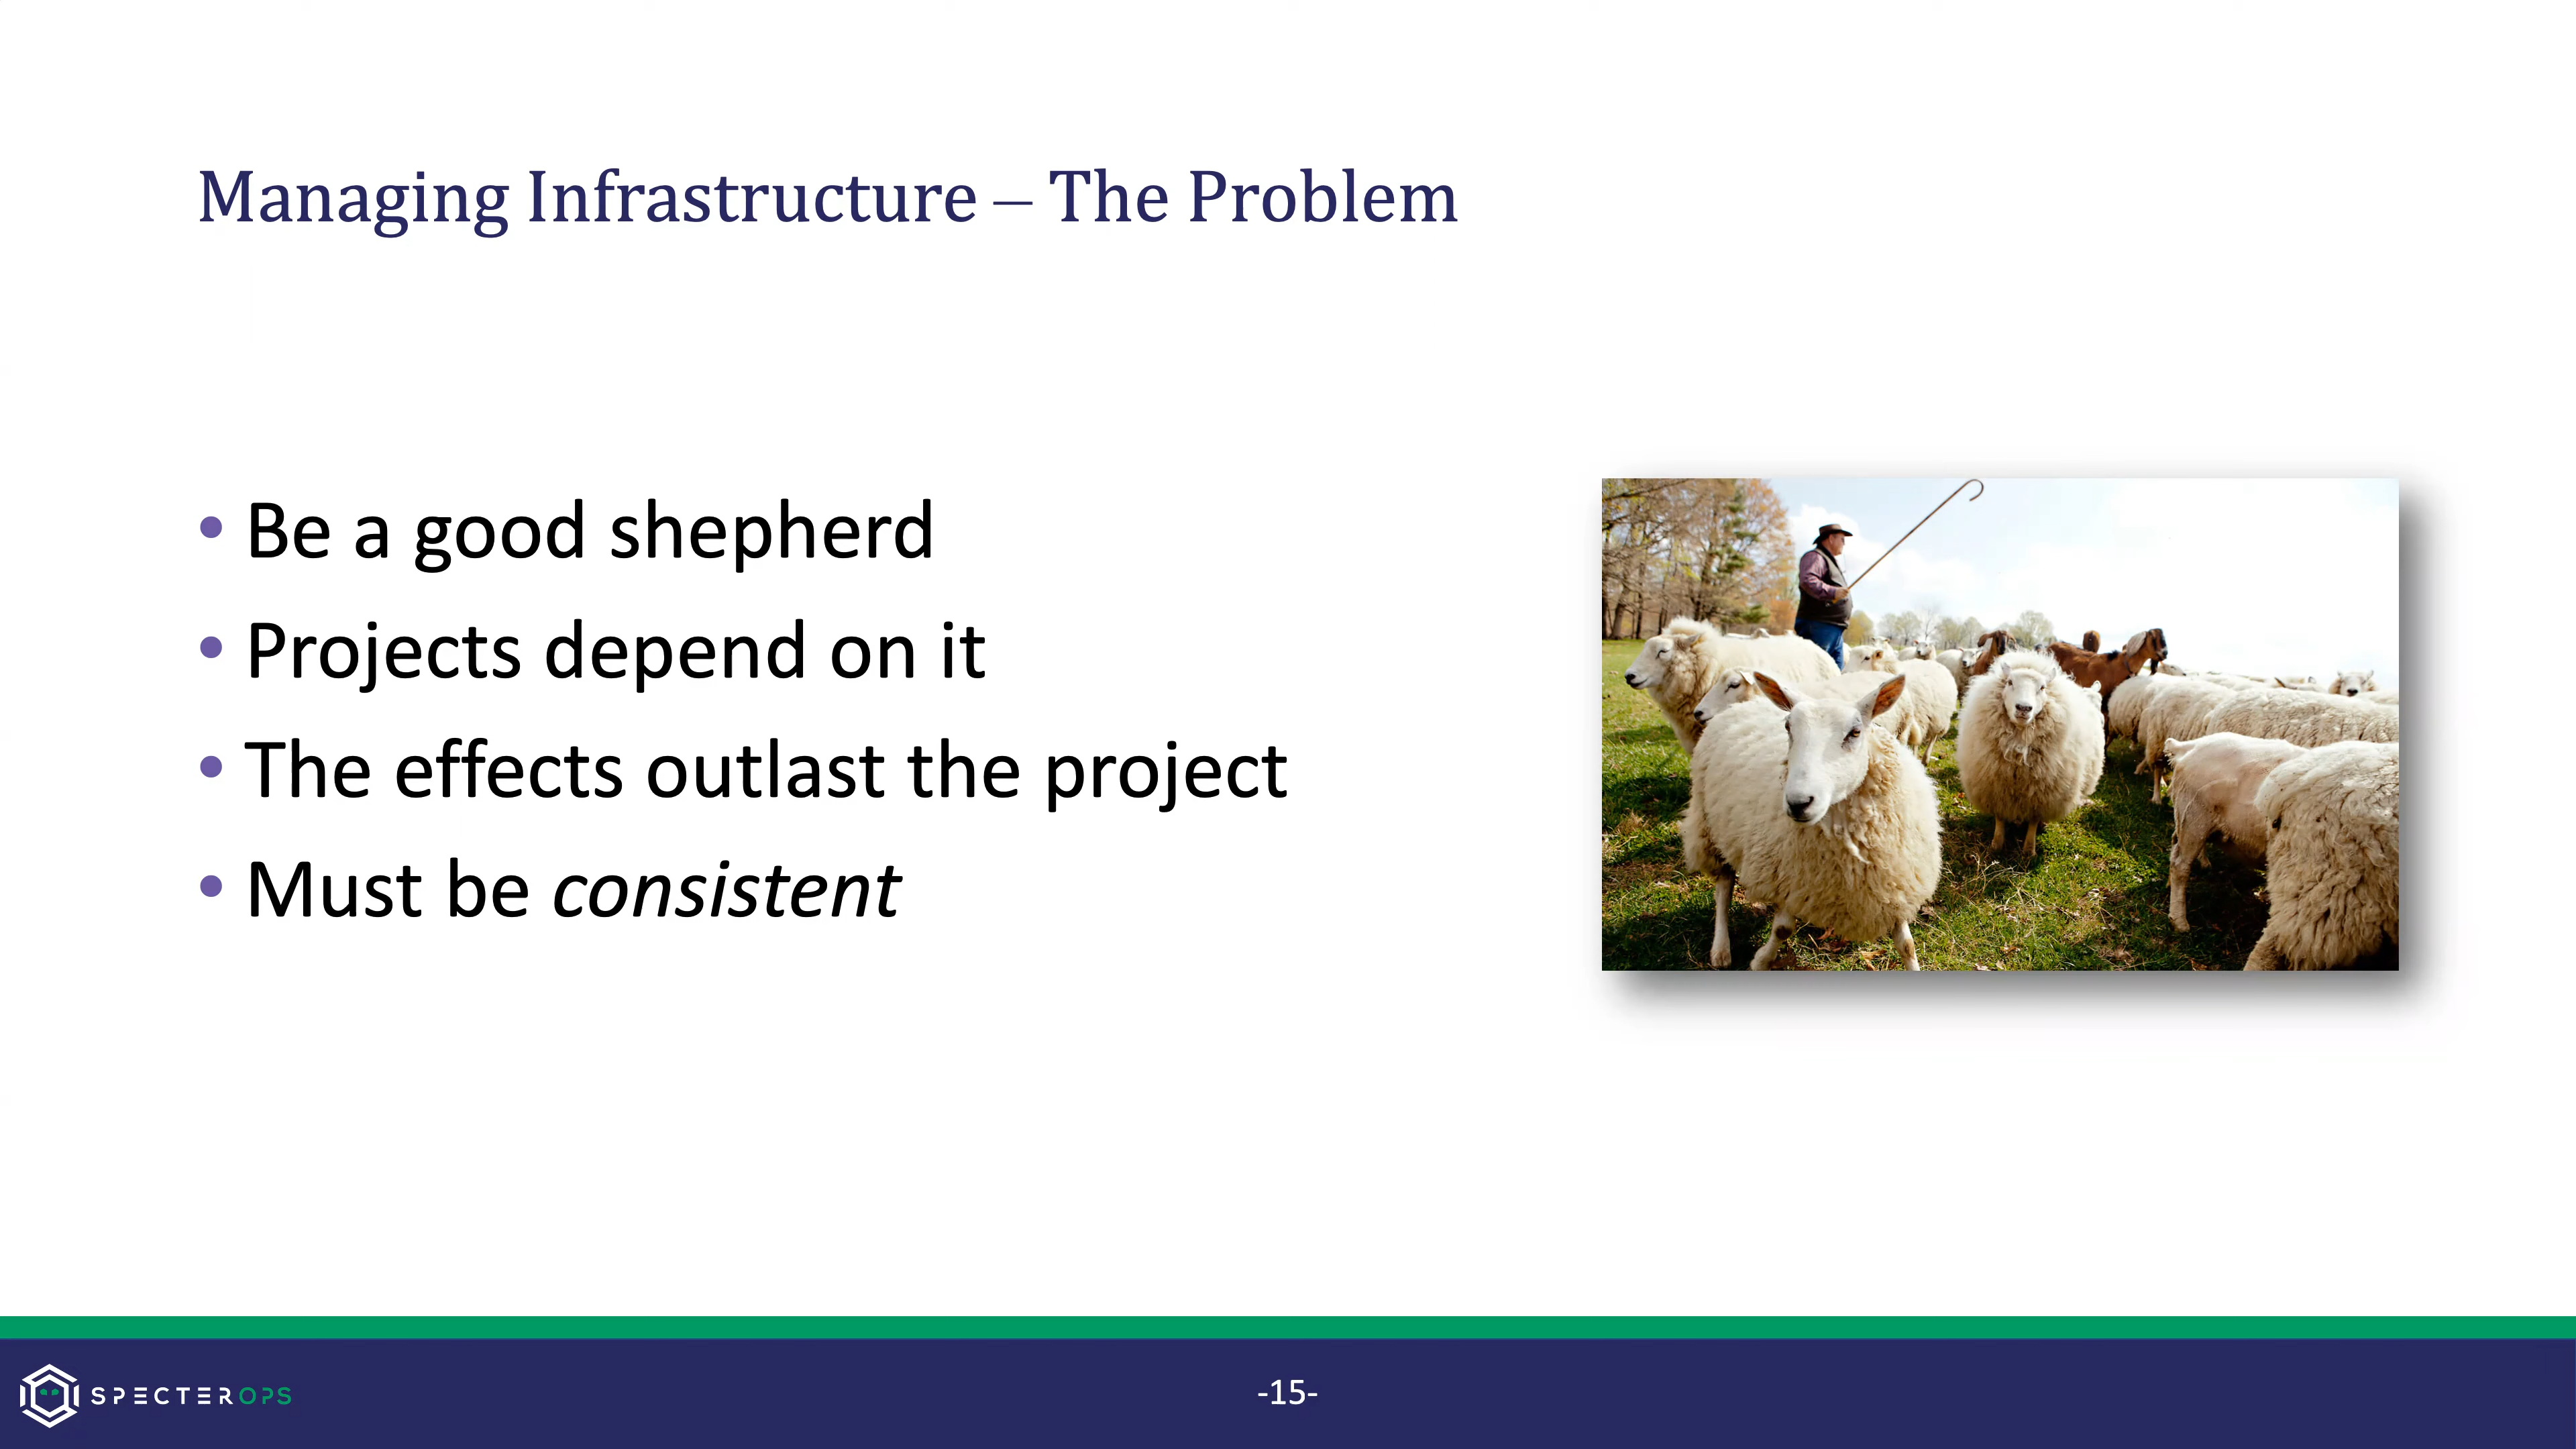 Managing Infrastructure – The Problem
• Be a good shepherd
• Projects depend on it
• The effects outlast the project
• Must be consistent
SPECTEROPS
-15-